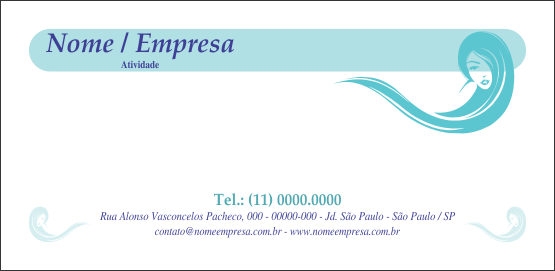 Nome / Empresa
Atividade
Tel.: (11) 0000.0000
Rua Alonso Vasconcelos Pacheco, 000 - 00000-000 - Jd. São Paulo - São Paulo / SP
contato@nomeempresa.com.br - www.nomeempresa.com.br